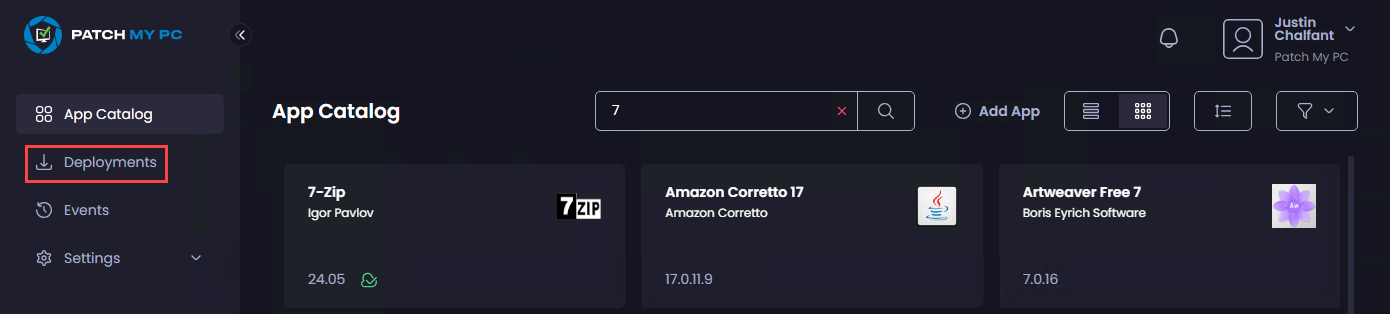 PATCH MY PC
Justin
Chalfant
Patch My PC
App Catalog
Deployments
Events
Settings
App Catalog
7
Add App
7-Zip
Igor Pavlov
7ZIP
24.05
Amazon Corretto 17
Amazon Corretto
17.0.11.9
Artweaver Free 7
Boris Eyrich Software
Aw
7.0.16